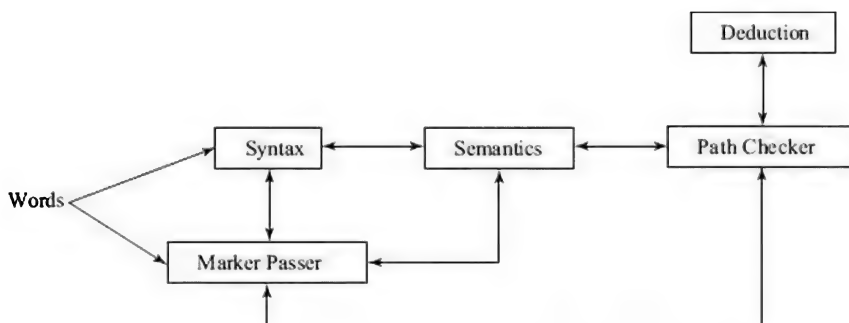 Deduction
Syntax
Semantics
Path Checker
Words
Marker Passer